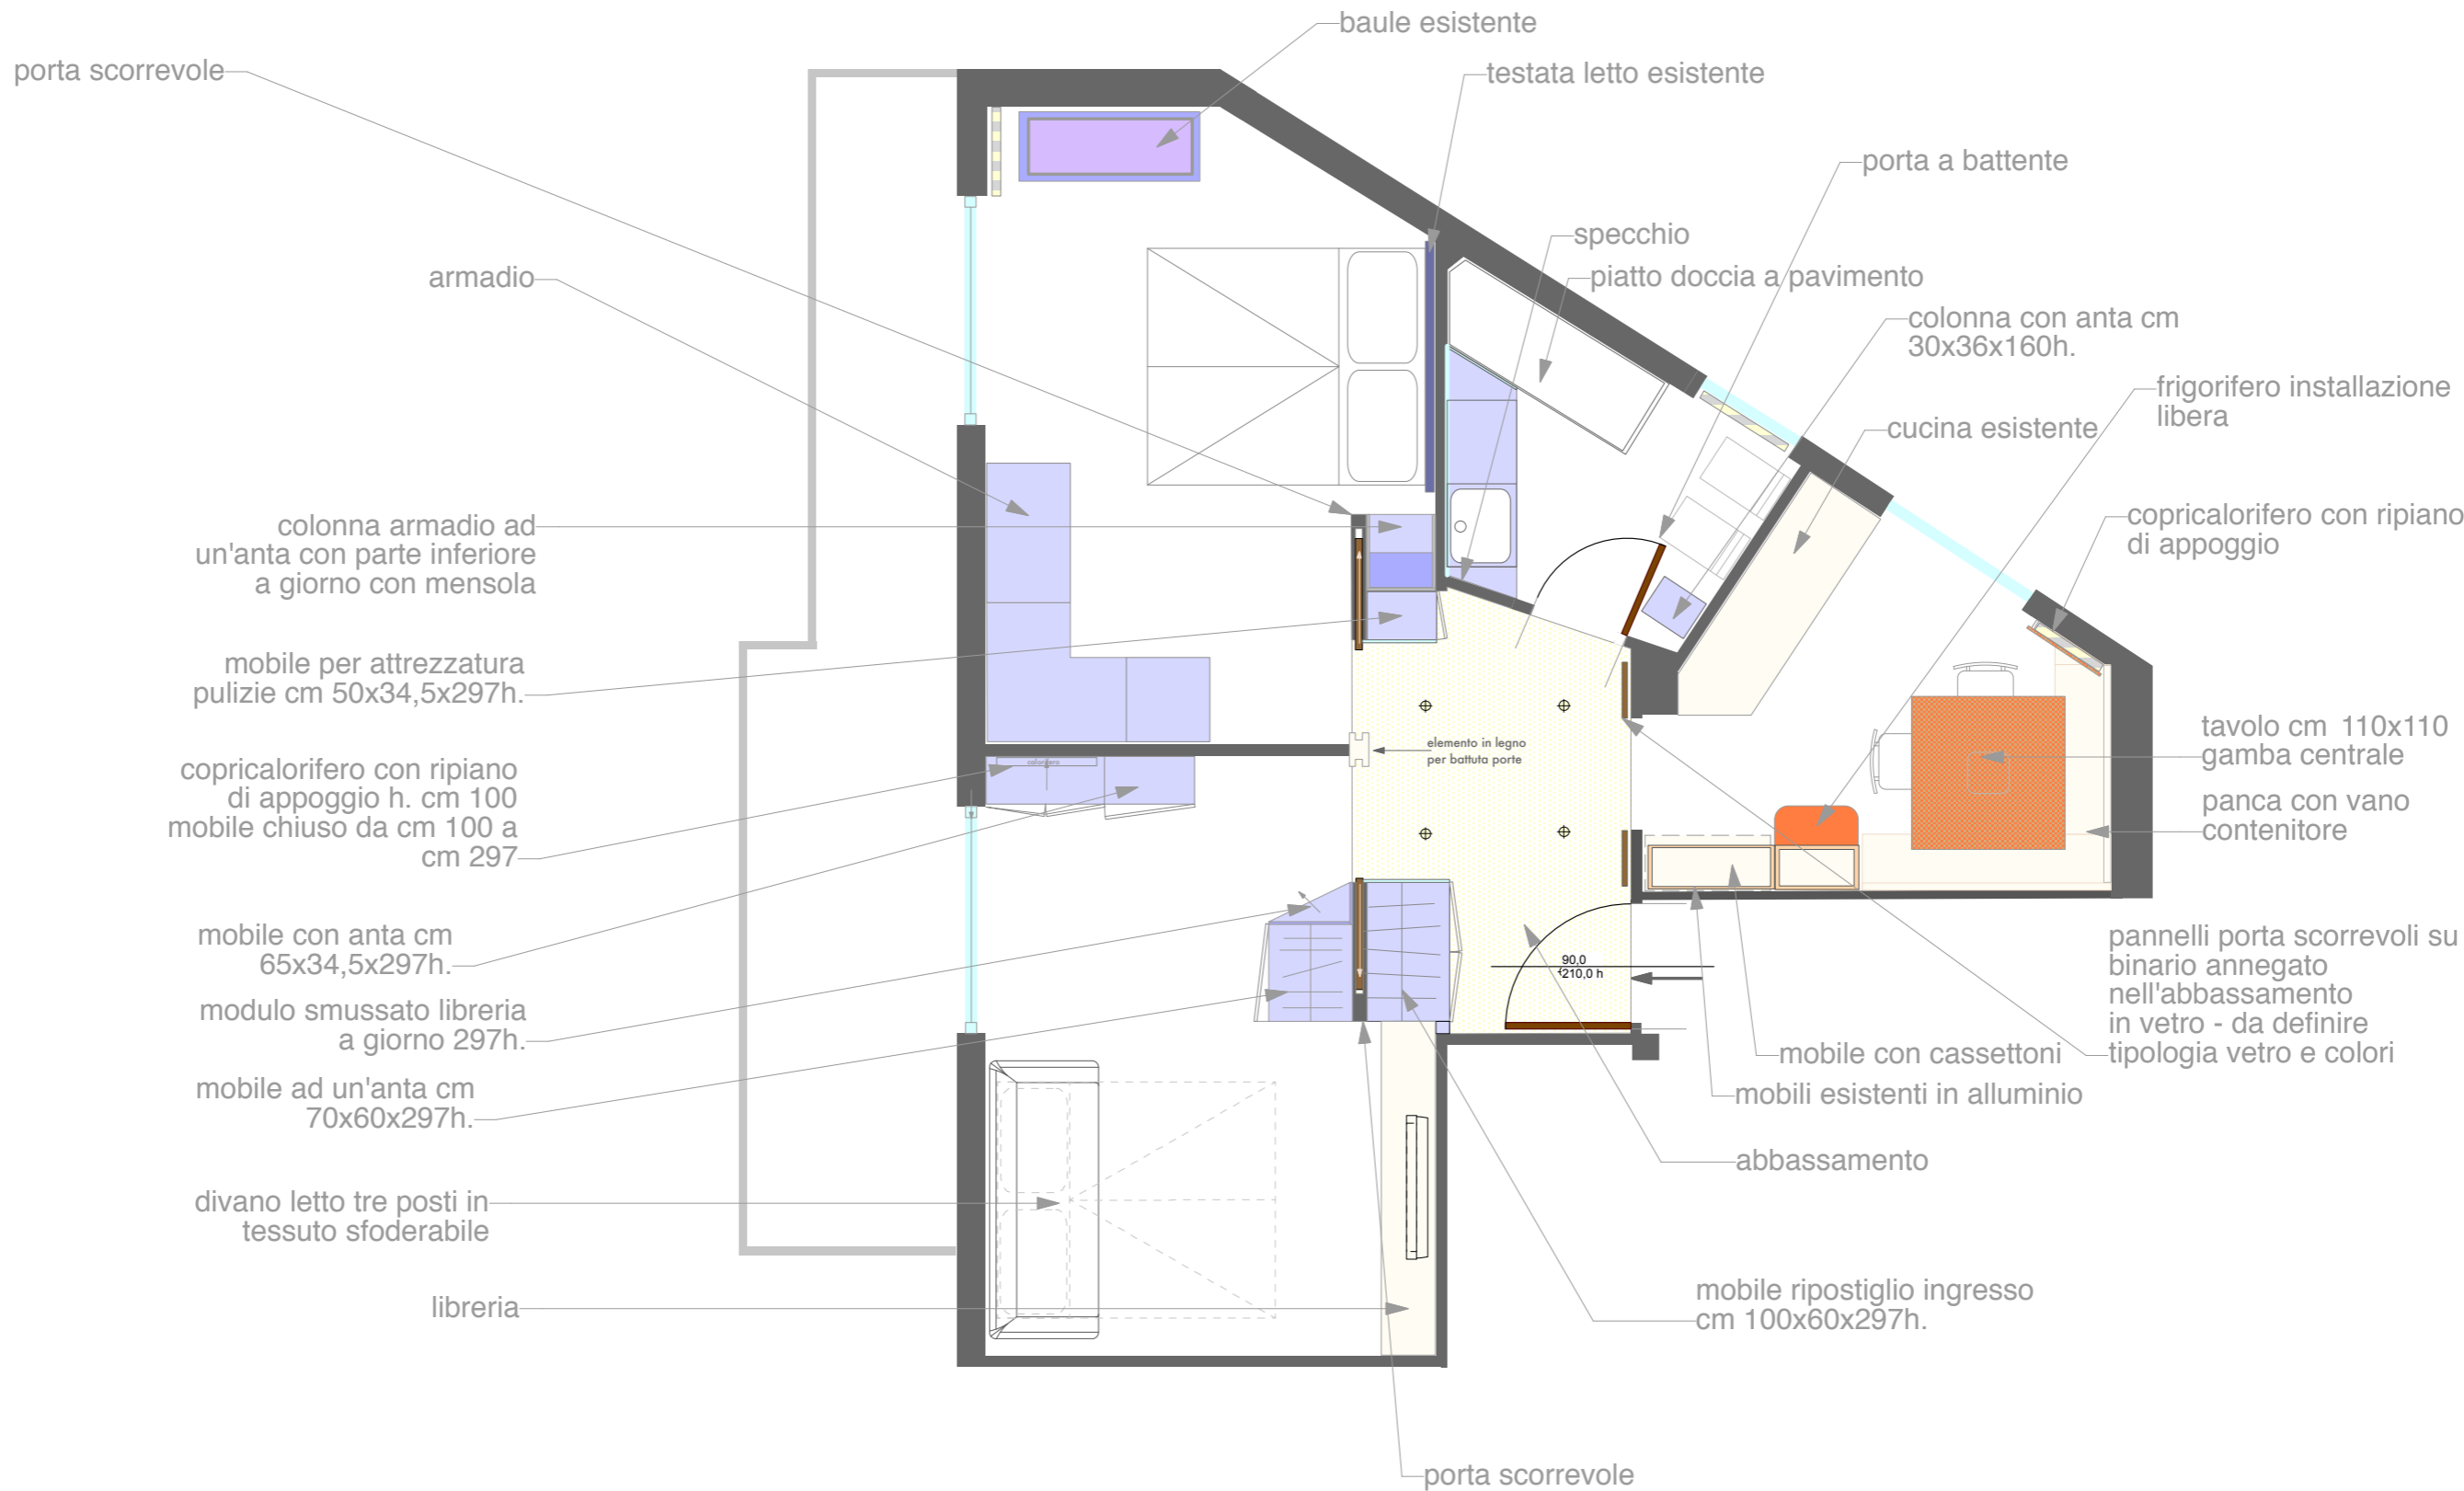 baule esistente
porta scorrevole
testata letto esistente
porta a battente
specchio
piatto doccia a pavimento
armadio
colonna con anta cm
30x36x160h.
frigorifero installazione
libera
cucina esistente
colonna armadio ad
un'anta con parte inferiore
a giorno con mensola
copricalorifero con ripiano
di appoggio
mobile per attrezzatura
pulizie cm 50x34,5x297h.
tavolo cm 110x110
gamba centrale
elemento in legno
per battuta porte
copricalorifero con ripiano
di appoggio h. cm 100
mobile chiuso da cm 100 a
cm 297
calorifero
panca con vano
contenitore
mobile con anta cm
65x34,5x297h.
pannelli porta scorrevoli su
binario annegato
nell'abbassamento
in vetro - da definire
tipologia vetro e colori
90,0
210,0 h
modulo smussato libreria
a giorno 297h.
mobile con cassettoni
mobili esistenti in alluminio
mobile ad un'anta cm
70x60x297h.
abbassamento
divano letto tre posti in
tessuto sfoderabile
mobile ripostiglio ingresso
cm 100x60x297h.
libreria
porta scorrevole